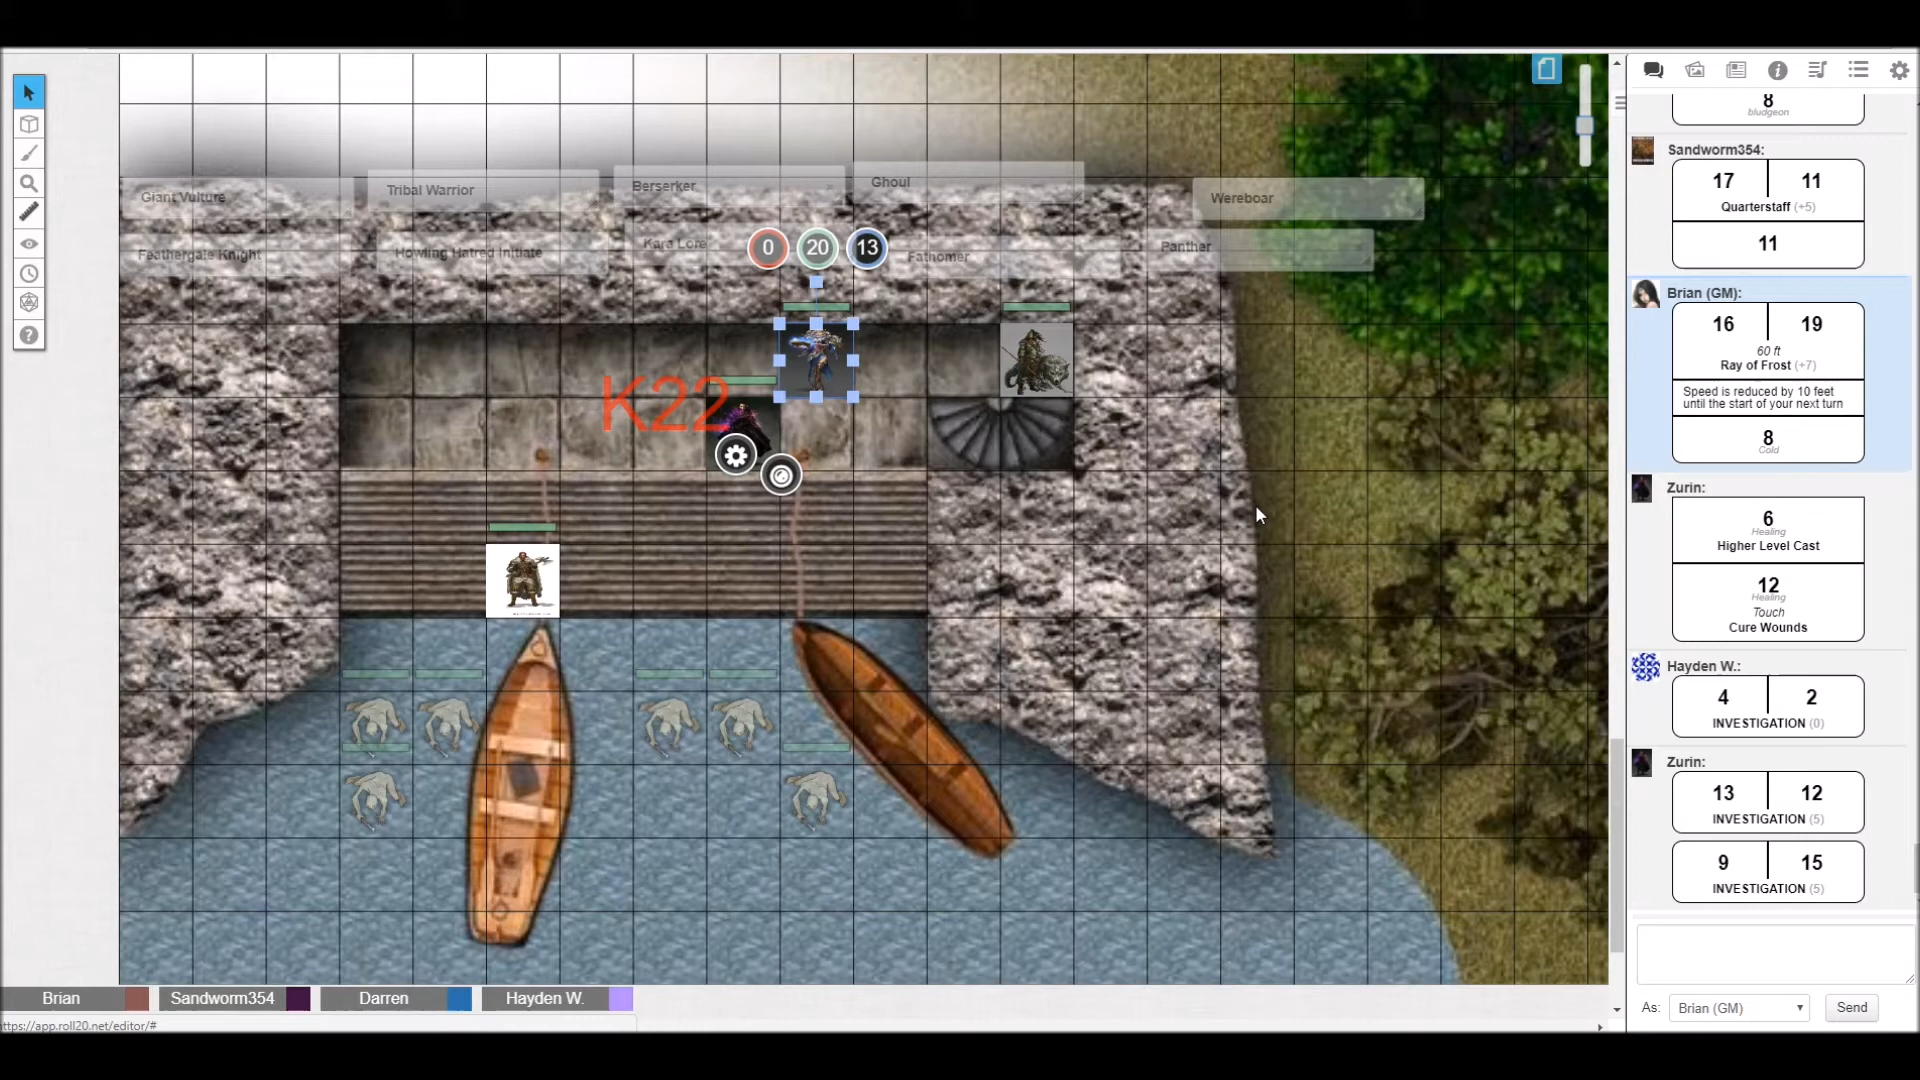 Giant Vulture
Tribal Warrior
Berserker
Ghoul
Wereboar
Feathergale Knight
Howling Hatred Initiate
Kara Lore
0
20
13
Fathomer
Panther
K22
8
bludgeon
Sandworm354:
17 11
Quarterstaff (+5)
11
Brian (GM):
16 19
60 ft
Ray of Frost (+7)
Speed is reduced by 10 feet
until the start of your next turn
8
Cold
Zurin:
6
Healing
Higher Level Cast
12
Healing
Touch
Cure Wounds
Hayden W.:
4 2
INVESTIGATION (0)
Zurin:
13 12
INVESTIGATION (5)
9 15
INVESTIGATION (5)
As: Brian (GM) Send
Brian
Sandworm354
Darren
Hayden W.
https://app.roll20.net/editor/#